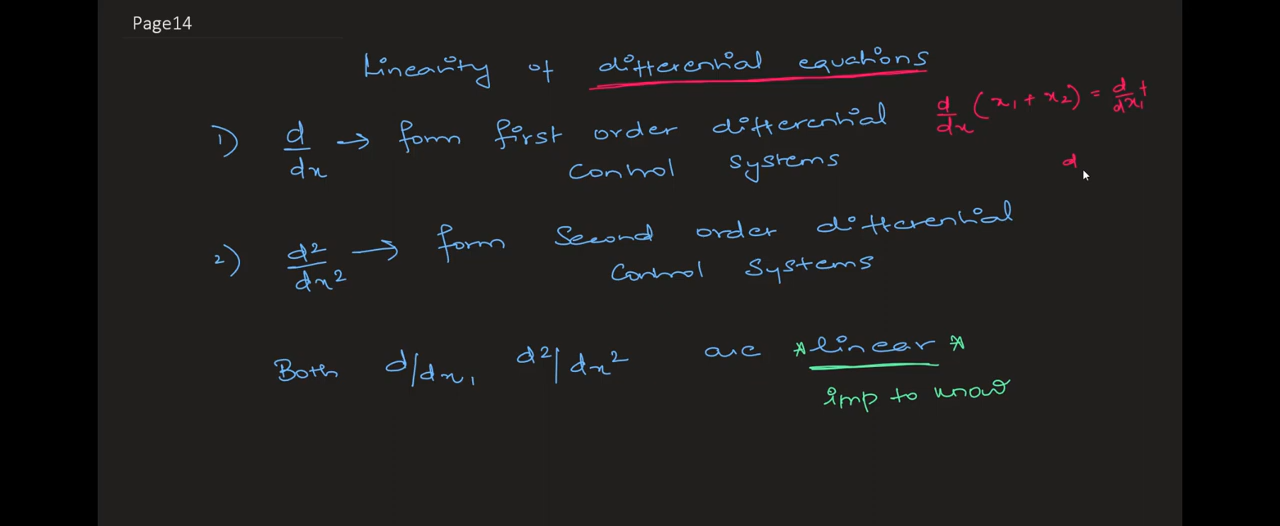 Page14
Linearity of differential equations
1) d/dx → form first order differential
control systems
d/dx (x1 + x2) = d/dx1 +
d
2) d²/dx² → form second order differential
control systems
Both d/dx, d²/dx² are *linear*
imp to know